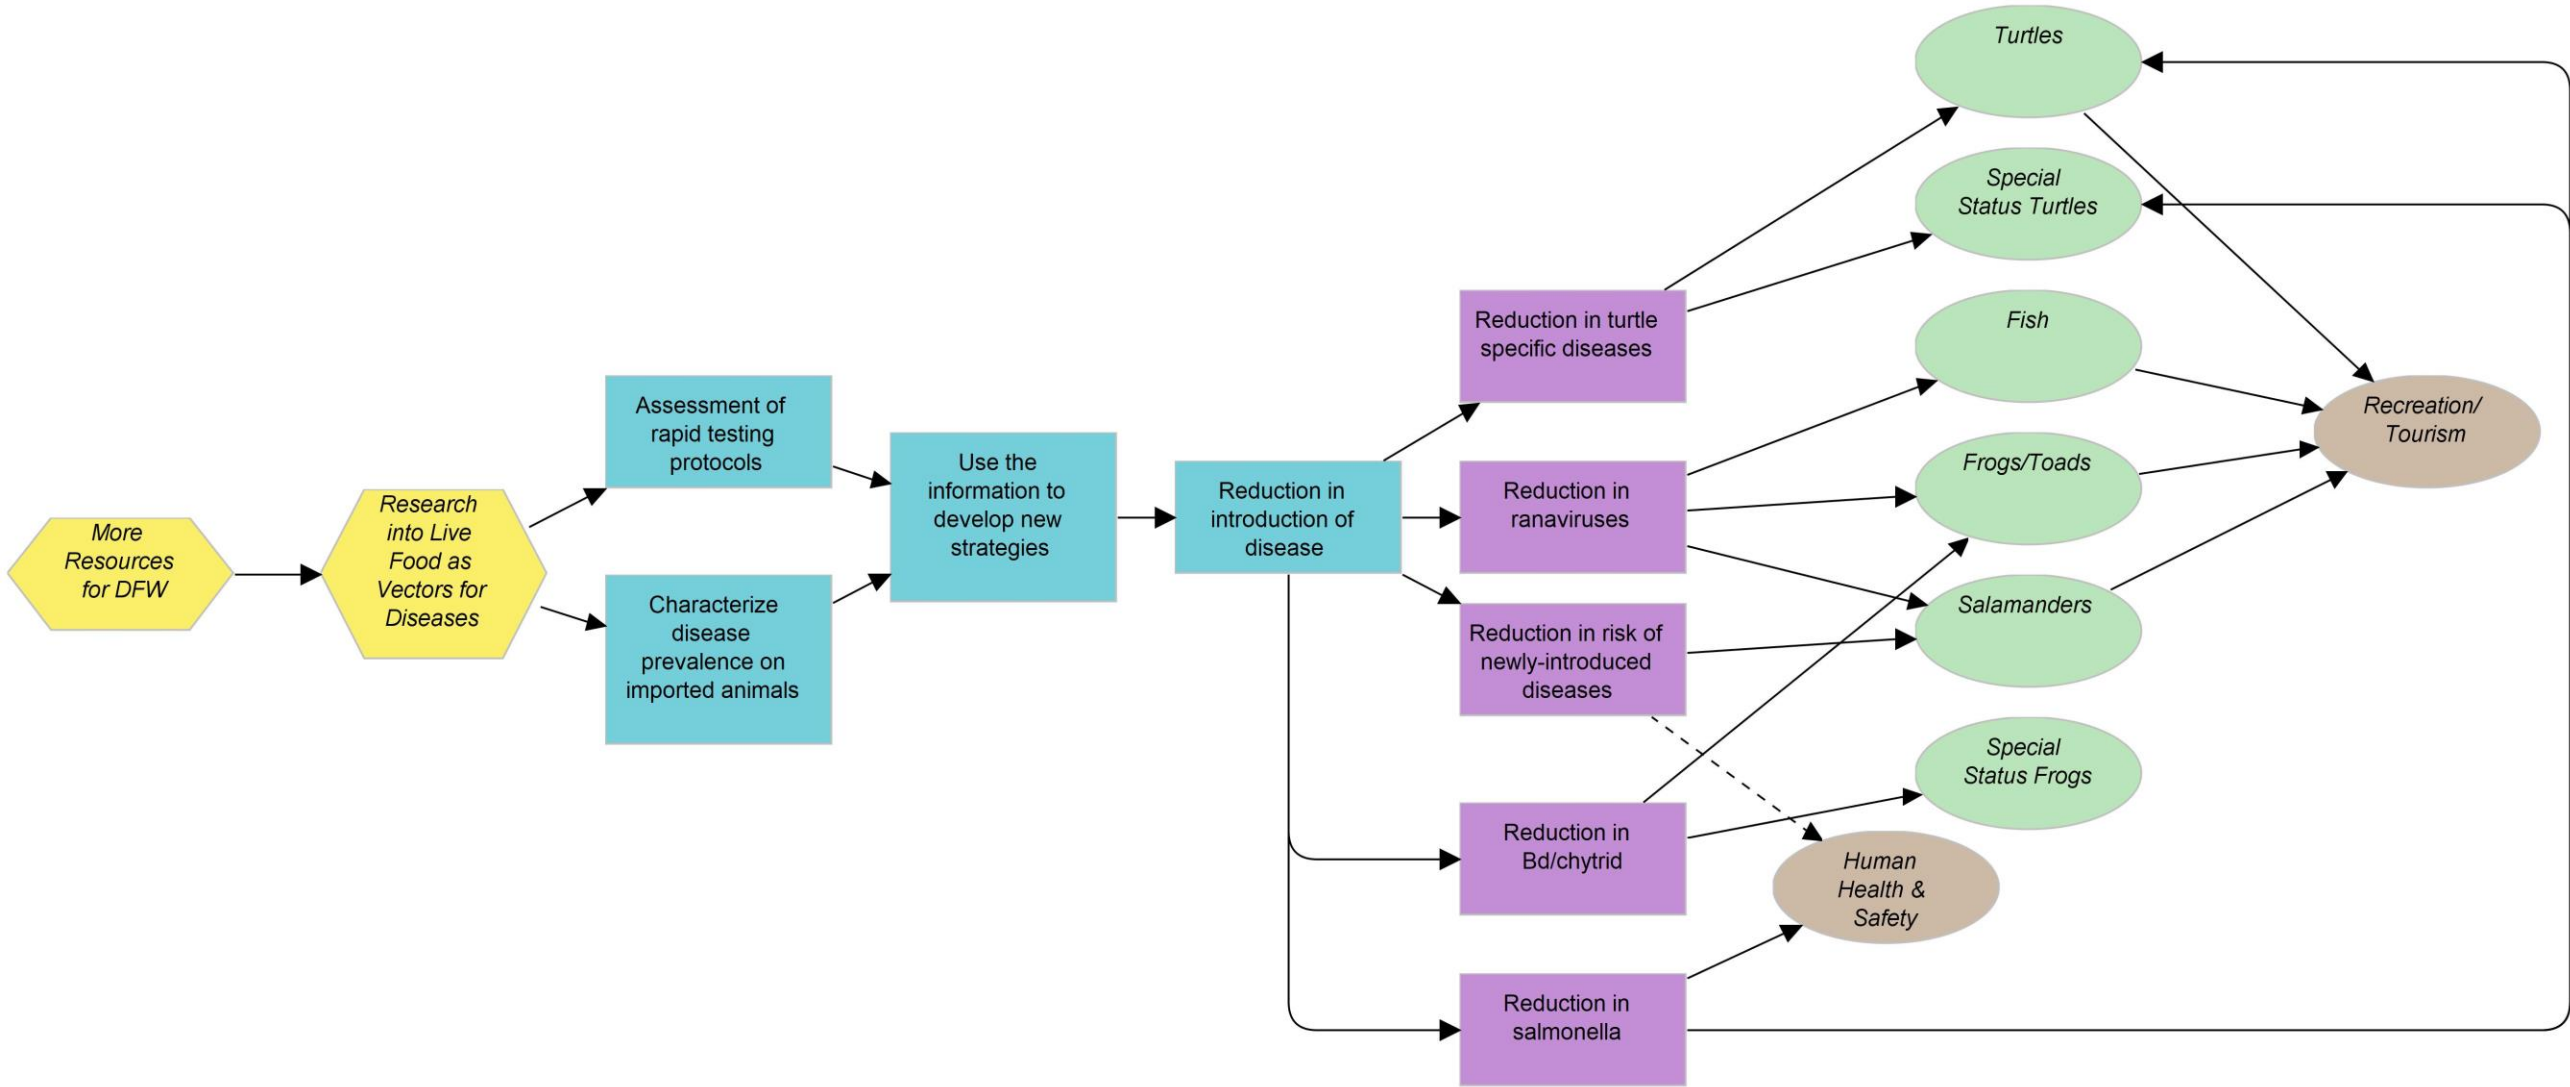 More
Resources
for DFW
Research
into Live
Food as
Vectors for
Diseases
Assessment of
rapid testing
protocols
Characterize
disease
prevalence on
imported animals
Use the
information to
develop new
strategies
Reduction in
introduction of
disease
Reduction in turtle
specific diseases
Reduction in
ranaviruses
Reduction in risk of
newly-introduced
diseases
Reduction in
Bd/chytrid
Reduction in
salmonella
Turtles
Special
Status Turtles
Fish
Frogs/Toads
Salamanders
Special
Status Frogs
Human
Health &
Safety
Recreation/
Tourism